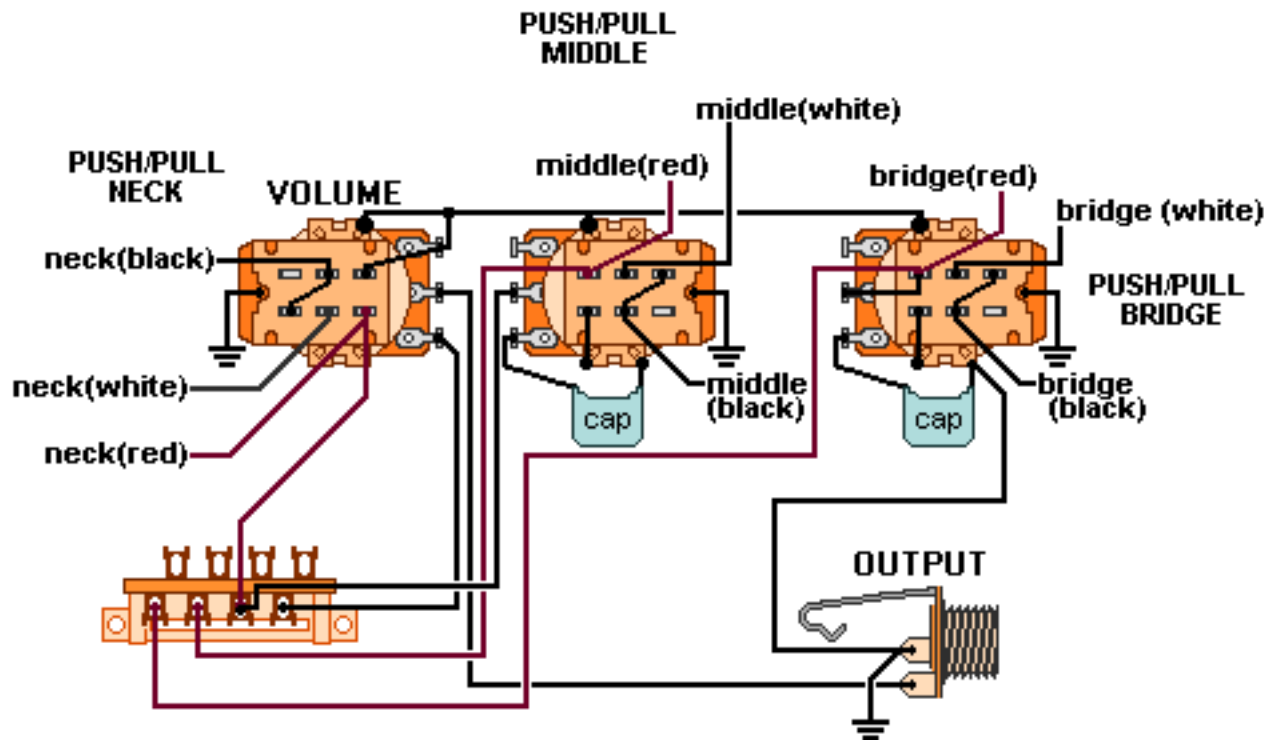 PUSH/PULL
MIDDLE
middle(white)
PUSH/PULL
NECK
VOLUME
middle(red)
bridge(red)
bridge (white)
neck(black)
PUSH/PULL
BRIDGE
neck(white)
middle
(black)
bridge
(black)
cap
cap
neck(red)
OUTPUT